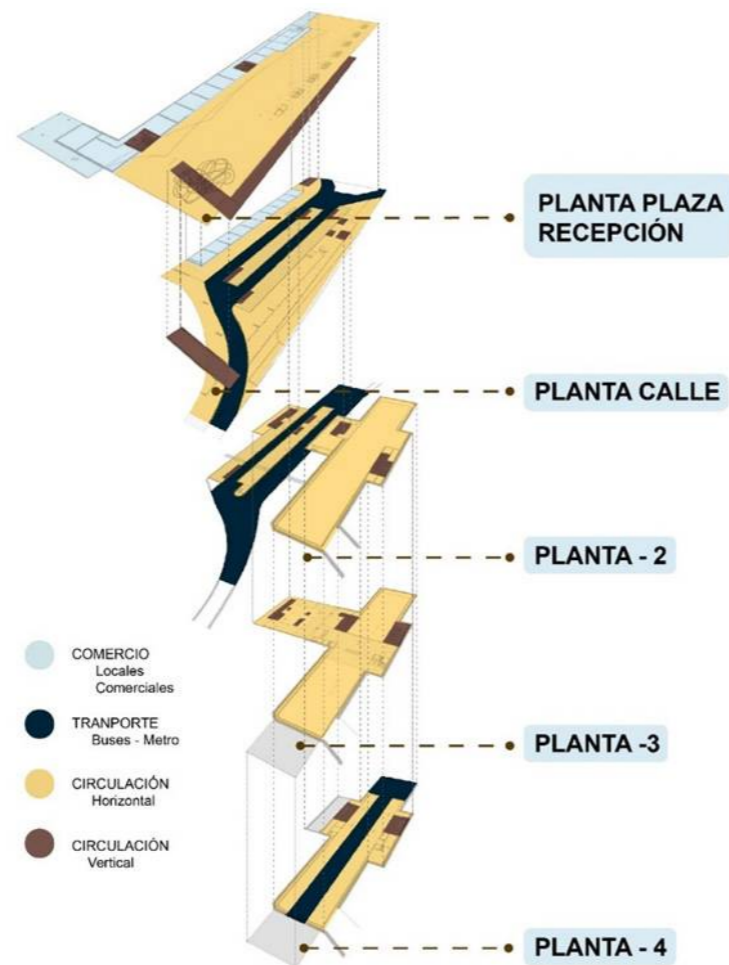 PLANTA PLAZA
RECEPCIÓN
PLANTA CALLE
PLANTA - 2
PLANTA -3
PLANTA - 4
COMERCIO
Locales
Comerciales
TRANPORTE
Buses - Metro
CIRCULACIÓN
Horizontal
CIRCULACIÓN
Vertical